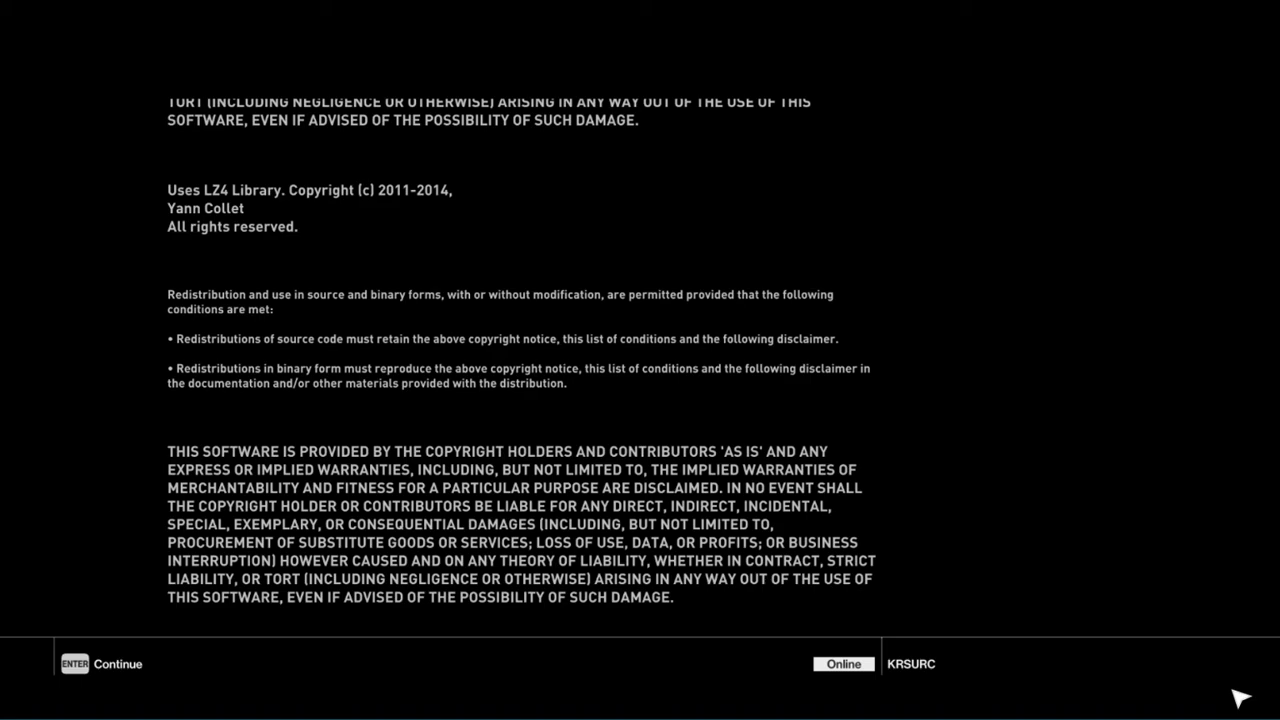 TORT (INCLUDING NEGLIGENCE OR OTHERWISE) ARISING IN ANY WAY OUT OF THE USE OF THIS
SOFTWARE, EVEN IF ADVISED OF THE POSSIBILITY OF SUCH DAMAGE.
Uses LZ4 Library. Copyright (c) 2011-2014,
Yann Collet
All rights reserved.
Redistribution and use in source and binary forms, with or without modification, are permitted provided that the following
conditions are met:
• Redistributions of source code must retain the above copyright notice, this list of conditions and the following disclaimer.
• Redistributions in binary form must reproduce the above copyright notice, this list of conditions and the following disclaimer in
the documentation and/or other materials provided with the distribution.
THIS SOFTWARE IS PROVIDED BY THE COPYRIGHT HOLDERS AND CONTRIBUTORS 'AS IS' AND ANY
EXPRESS OR IMPLIED WARRANTIES, INCLUDING, BUT NOT LIMITED TO, THE IMPLIED WARRANTIES OF
MERCHANTABILITY AND FITNESS FOR A PARTICULAR PURPOSE ARE DISCLAIMED. IN NO EVENT SHALL
THE COPYRIGHT HOLDER OR CONTRIBUTORS BE LIABLE FOR ANY DIRECT, INDIRECT, INCIDENTAL,
SPECIAL, EXEMPLARY, OR CONSEQUENTIAL DAMAGES (INCLUDING, BUT NOT LIMITED TO,
PROCUREMENT OF SUBSTITUTE GOODS OR SERVICES; LOSS OF USE, DATA, OR PROFITS; OR BUSINESS
INTERRUPTION) HOWEVER CAUSED AND ON ANY THEORY OF LIABILITY, WHETHER IN CONTRACT, STRICT
LIABILITY, OR TORT (INCLUDING NEGLIGENCE OR OTHERWISE) ARISING IN ANY WAY OUT OF THE USE OF
THIS SOFTWARE, EVEN IF ADVISED OF THE POSSIBILITY OF SUCH DAMAGE.
ENTER Continue
Online KRSURC